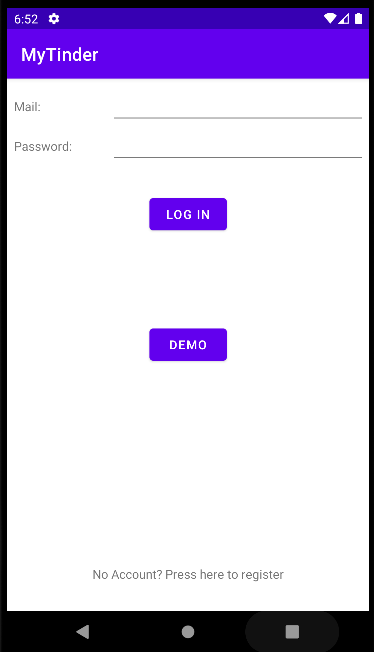 6:52
MyTinder
Mail:
Password:
LOG IN
DEMO
No Account? Press here to register